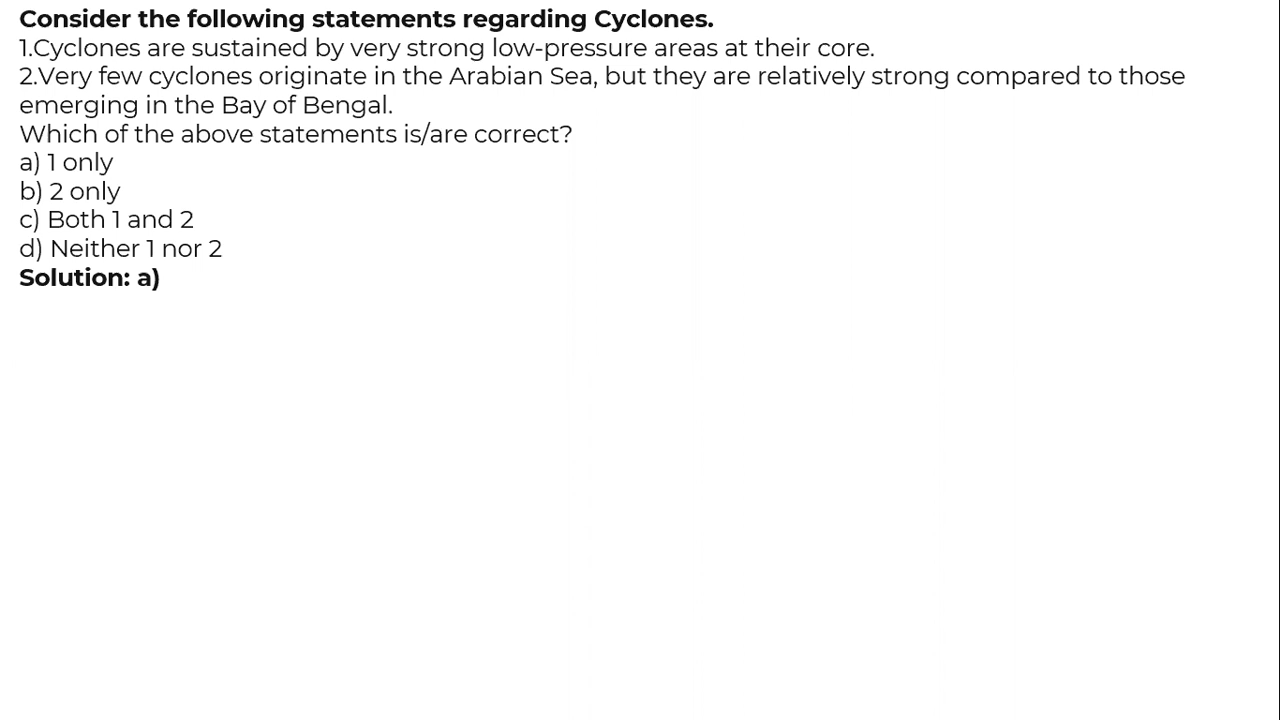 Consider the following statements regarding Cyclones.
1.Cyclones are sustained by very strong low-pressure areas at their core.
2.Very few cyclones originate in the Arabian Sea, but they are relatively strong compared to those
emerging in the Bay of Bengal.
Which of the above statements is/are correct?
a) 1 only
b) 2 only
c) Both 1 and 2
d) Neither 1 nor 2
Solution: a)